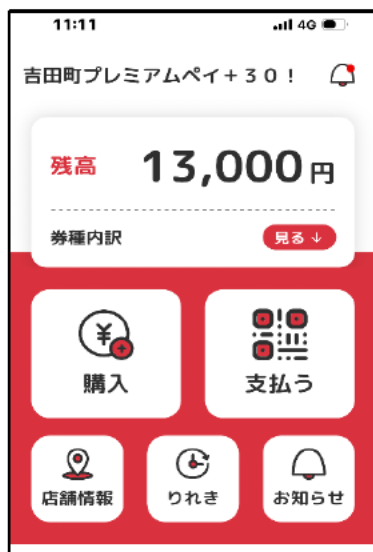 11:11 4G
吉田町プレミアムペイ+30!
残高 13,000円
券種内訳 見る↓
購入 支払う
店舗情報 りれき お知らせ